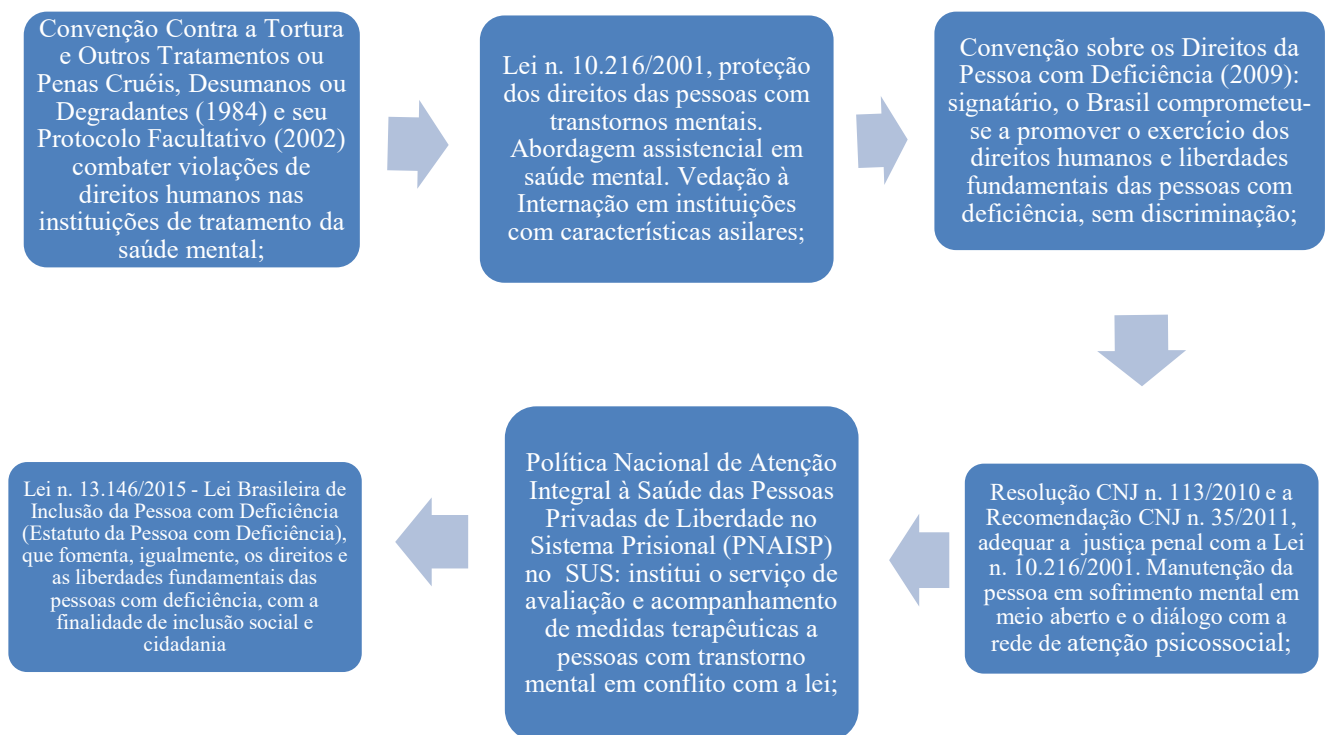 Convenção Contra a Tortura
e Outros Tratamentos ou
Penas Cruéis, Desumanos ou
Degradantes (1984) e seu
Protocolo Facultativo (2002)
combater violações de
direitos humanos nas
instituições de tratamento da
saúde mental;
Lei n. 10.216/2001, proteção
dos direitos das pessoas com
transtornos mentais.
Abordagem assistencial em
saúde mental. Vedação à
Internação em instituições
com características asilares;
Convenção sobre os Direitos da
Pessoa com Deficiência (2009):
signatário, o Brasil comprometeu-
se a promover o exercício dos
direitos humanos e liberdades
fundamentais das pessoas com
deficiência, sem discriminação;
Resolução CNJ n. 113/2010 e a
Recomendação CNJ n. 35/2011,
adequar a justiça penal com a Lei
n. 10.216/2001. Manutenção da
pessoa em sofrimento mental em
meio aberto e o diálogo com a
rede de atenção psicossocial;
Política Nacional de Atenção
Integral à Saúde das Pessoas
Privadas de Liberdade no
Sistema Prisional (PNAISP)
no SUS: institui o serviço de
avaliação e acompanhamento
de medidas terapêuticas a
pessoas com transtorno
mental em conflito com a lei;
Lei n. 13.146/2015 - Lei Brasileira de
Inclusão da Pessoa com Deficiência
(Estatuto da Pessoa com Deficiência),
que fomenta, igualmente, os direitos e
as liberdades fundamentais das
pessoas com deficiência, com a
finalidade de inclusão social e
cidadania